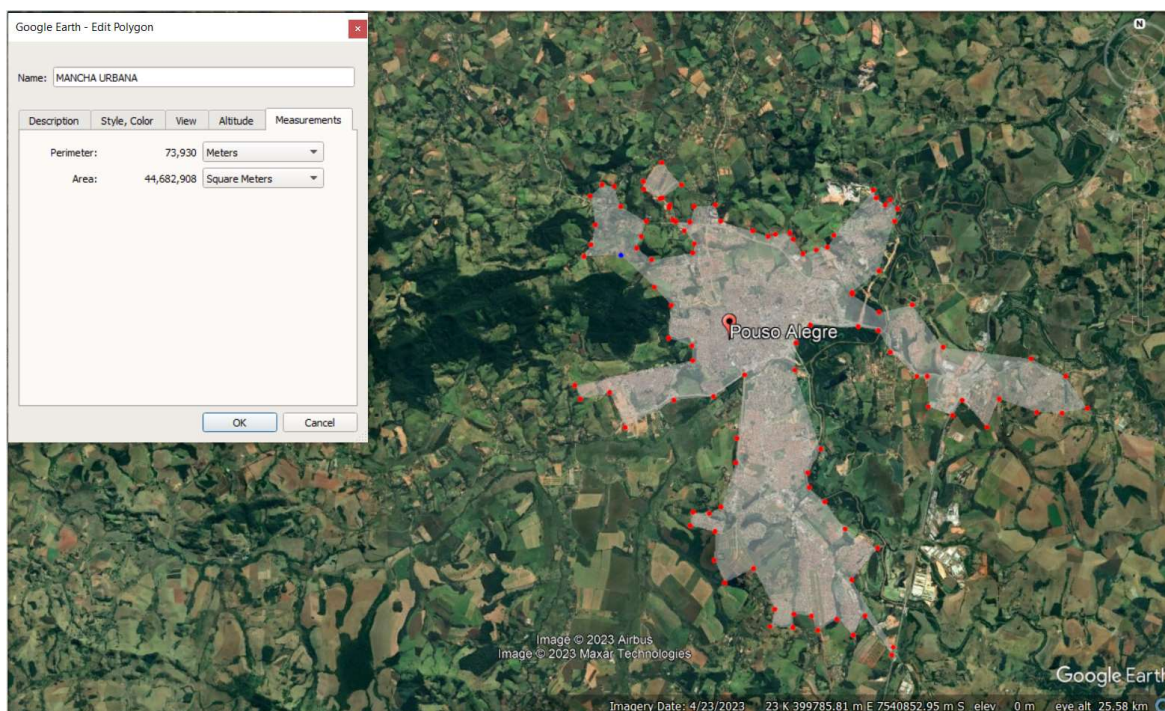 Google Earth - Edit Polygon
Name: MANCHA URBANA
Description Style, Color View Altitude Measurements
Perimeter: 73,930 Meters
Area: 44,682,908 Square Meters
OK Cancel
N
Pouso Alegre
Image © 2023 Airbus
Image © 2023 Maxar Technologies
Google Earth
Imagery Date: 4/23/2023 23 K 399785.81 m E 7540852.95 m S elev 0 m eye alt 25.58 km